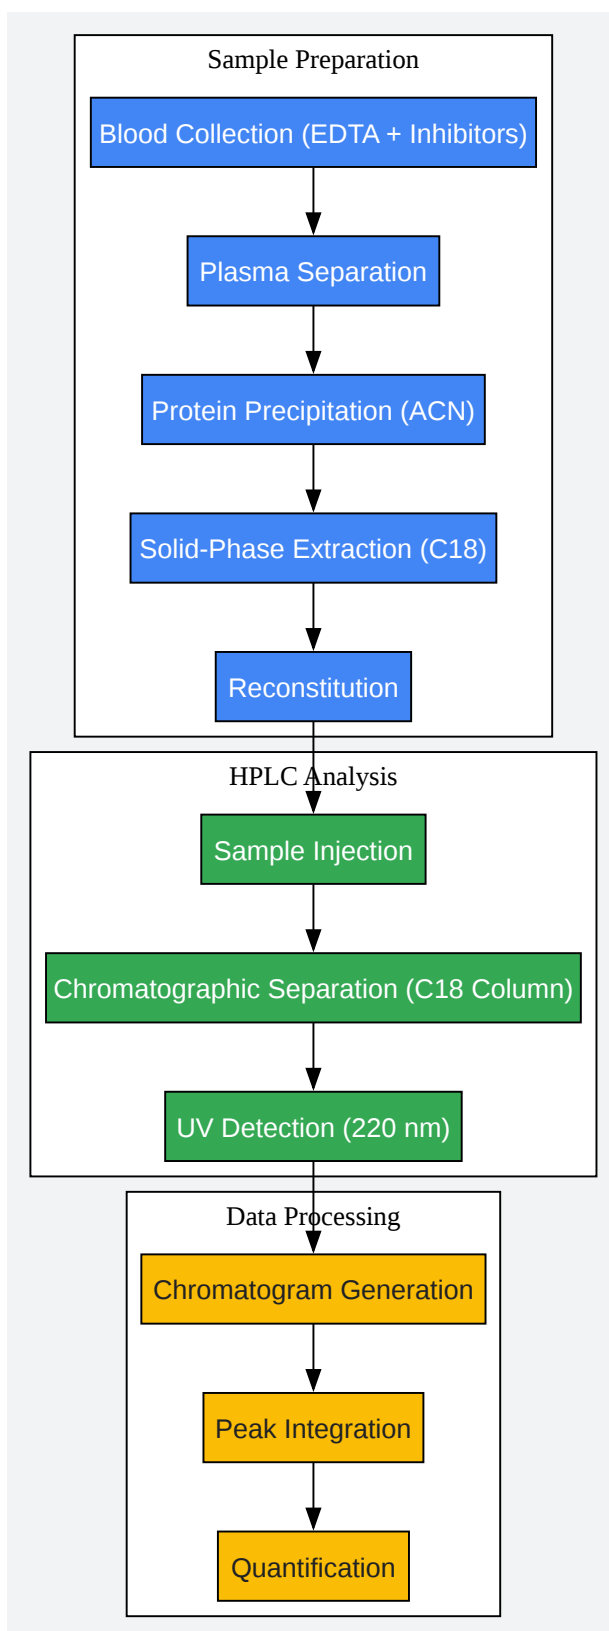 Sample Preparation
Blood Collection (EDTA + Inhibitors)
Plasma Separation
Protein Precipitation (ACN)
Solid-Phase Extraction (C18)
Reconstitution
HPLC Analysis
Sample Injection
Chromatographic Separation (C18 Column)
UV Detection (220 nm)
Data Processing
Chromatogram Generation
Peak Integration
Quantification